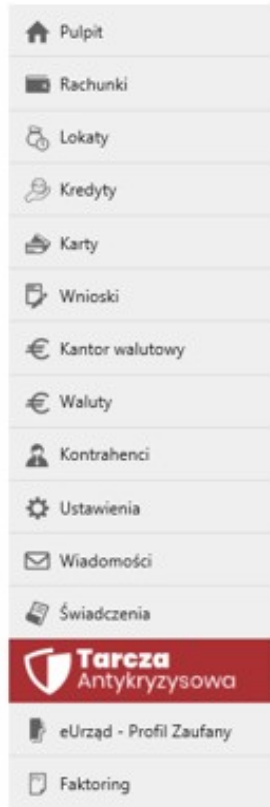 Pulpit
Rachunki
Lokaty
Kredyty
Karty
Wnioski
Kantor walutowy
Waluty
Kontrahenci
Ustawienia
Wiadomości
Świadczenia
Tarcza
Antykryzysowa
eUrząd - Profil Zaufany
Faktoring